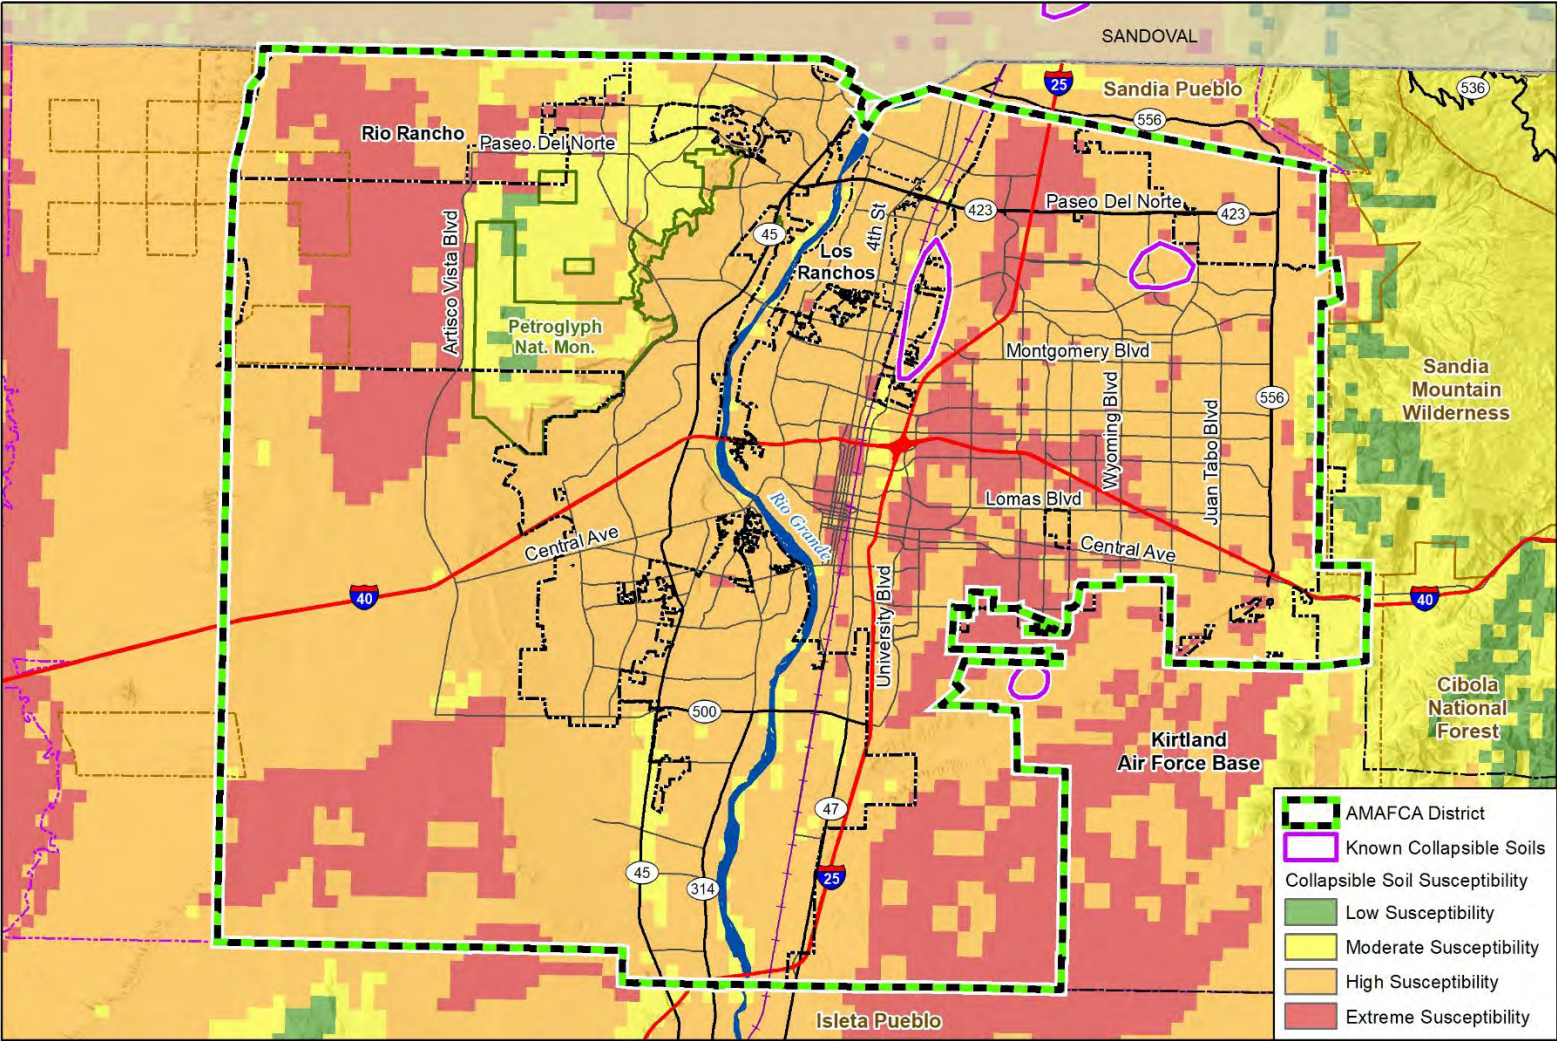 SANDOVAL
536
25
Sandia Pueblo
556
Rio Rancho
Paseo Del Norte
Paseo Del Norte
423
423
Artisco Vista Blvd
45
4th St
Los
Ranchos
Petroglyph
Nat. Mon.
Montgomery Blvd
Sandia
Mountain
Wilderness
556
Wyoming Blvd
Juan Tabo Blvd
Rio Grande
Lomas Blvd
Central Ave
Central Ave
40
40
University Blvd
500
Cibola
National
Forest
Kirtland
Air Force Base
47
45
314
25
Isleta Pueblo
AMAFCA District
Known Collapsible Soils
Collapsible Soil Susceptibility
Low Susceptibility
Moderate Susceptibility
High Susceptibility
Extreme Susceptibility